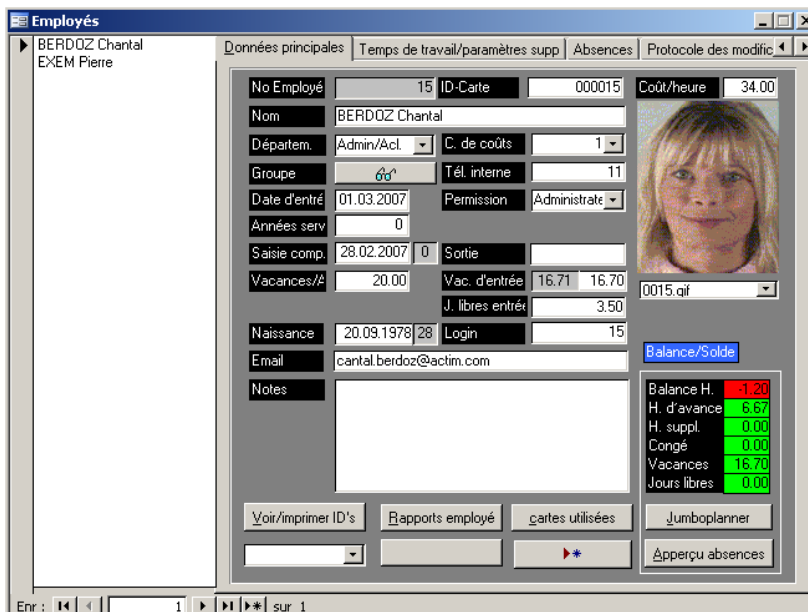 Employés
BERDOZ Chantal
EXEM Pierre
Données principales Temps de travail/paramètres supp Absences Protocole des modific
No Employé 15 ID-Carte 000015 Coût/heure 34.00
Nom BERDOZ Chantal
Départem. Admin/Acl. C. de coûts 1
Groupe Tél. interne 11
Date d'entré 01.03.2007 Permission Administrate
Années serv 0
Saisie comp. 28.02.2007 0 Sortie
Vacances/A 20.00 Vac. d'entrée 16.71 16.70
0015.gif
J. libres entrée 3.50
Naissance 20.09.1978 28 Login 15
Balance/Solde
Email cantal.berdoz@actim.com
Notes
Balance H. -1.20
H. d'avance 6.67
H. suppl. 0.00
Congé 0.00
Vacances 16.70
Jours libres 0.00
Voir/imprimer ID's Rapports employé cartes utilisées Jumboplanner
Apperçu absences
Enr : 1 sur 1